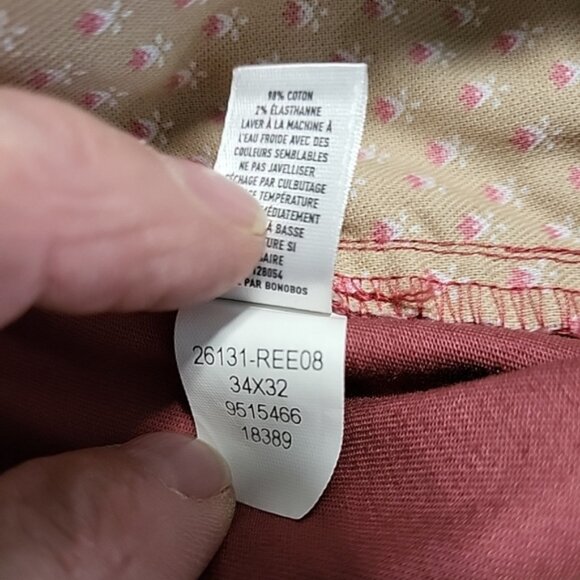 98% COTON
2% ÉLASTHANNE
LAVER À LA MACHINE À
L'EAU FROIDE AVEC DES
COULEURS SEMBLABLES
NE PAS JAVELLISER
PAR CULBUTAGE
TEMPÉRATURE
À BASSE
SI
PAR BONOBOS
26131-REE08
34X32
9515466
18389